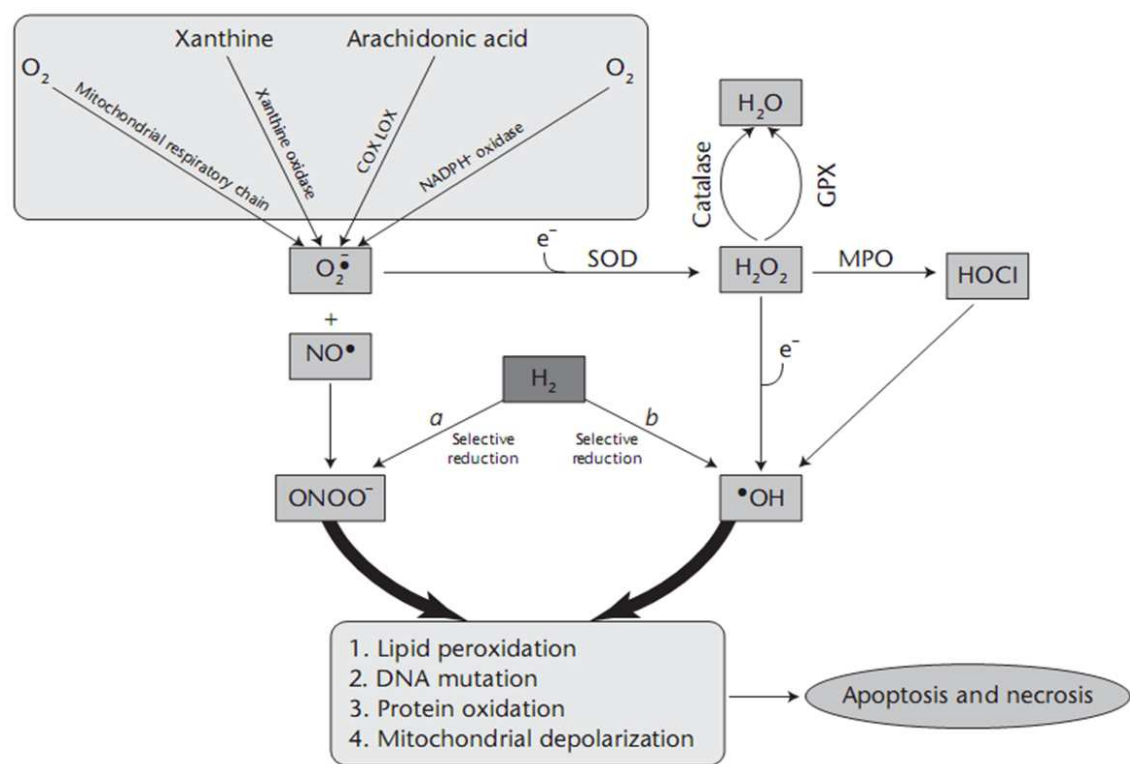 Xanthine
Arachidonic acid
O₂
O₂
Mitochondrial respiratory chain
Xanthine oxidase
COX LOX
NADPH⁺ oxidase
H₂O
Catalase
GPX
O₂•⁻
e⁻
SOD
H₂O₂
MPO
HOCl
+
NO•
H₂
e⁻
a
b
Selective
reduction
Selective
reduction
ONOO⁻
•OH
1. Lipid peroxidation
2. DNA mutation
3. Protein oxidation
4. Mitochondrial depolarization
Apoptosis and necrosis